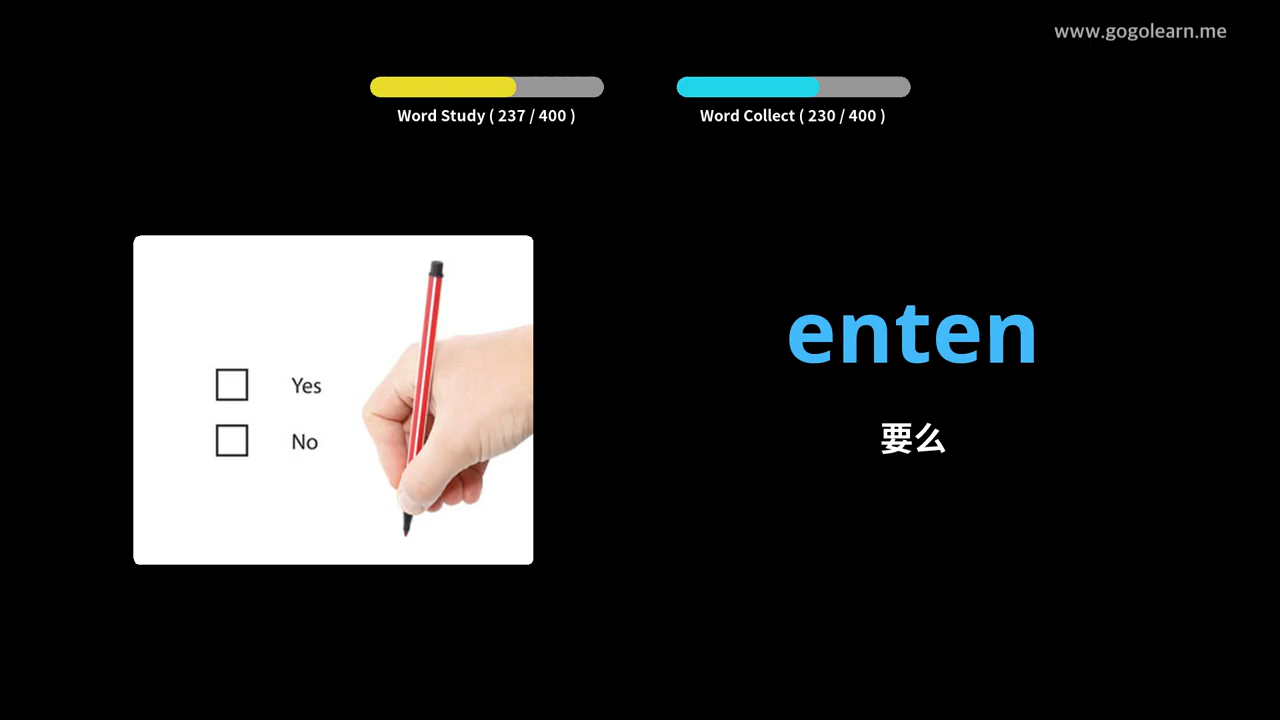 www.gogolearn.me
Word Study ( 237 / 400 )
Word Collect ( 230 / 400 )
Yes
No
enten
要么